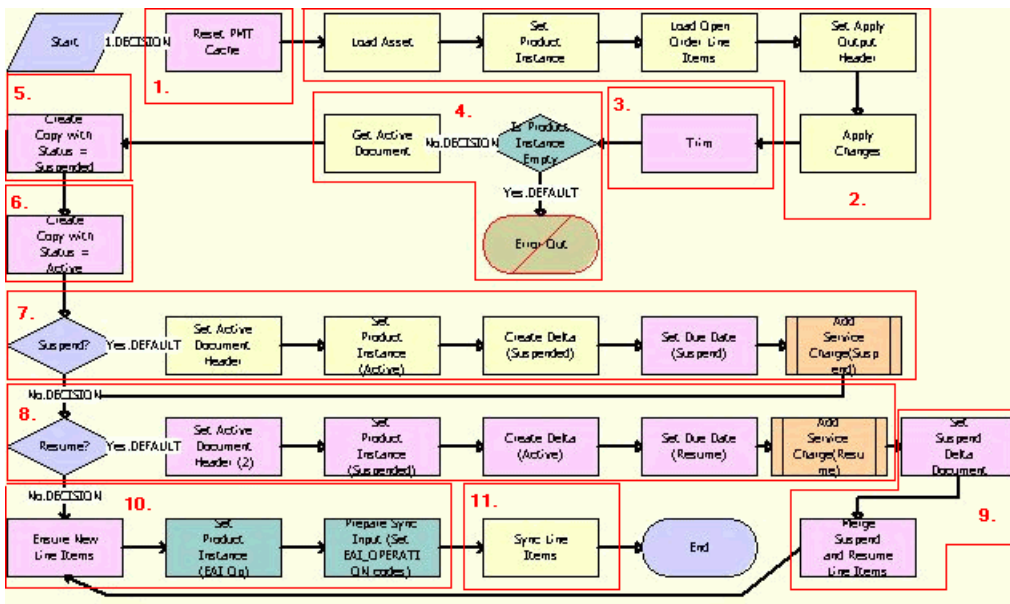 Start
1.DECISION
Reset PMT
Cache
1.
Load Asset
Set
Product
Instance
Load Open
Order Line
Items
Set Apply
Output
Header
5.
Create
Copy with
Status =
Suspended
Get Active
Document
4.
No.DECISION
Is Product
Instance
Empty
3.
Trim
Apply
Changes
2.
Yes.DEFAULT
Error Out
6.
Create
Copy with
Status =
Active
7.
Suspend?
Yes.DEFAULT
Set Active
Document
Header
Set
Product
Instance
(Active)
Create Delta
(Suspended)
Set Due Date
(Suspend)
Add
Service
Charge(Susp
end)
No.DECISION
8.
Resume?
Yes.DEFAULT
Set Active
Document
Header (2)
Set
Product
Instance
(Suspended)
Create Delta
(Active)
Set Due Date
(Resume)
Add
Service
Charge(Resu
me)
Set
Suspend
Delta
Document
No.DECISION
10.
Ensure New
Line Items
Set
Product
Instance
(EAI Op)
Prepare Sync
Input (Set
EAI_OPERATI
ON codes)
11.
Sync Line
Items
End
9.
Merge
Suspend
and Resume
Line Items